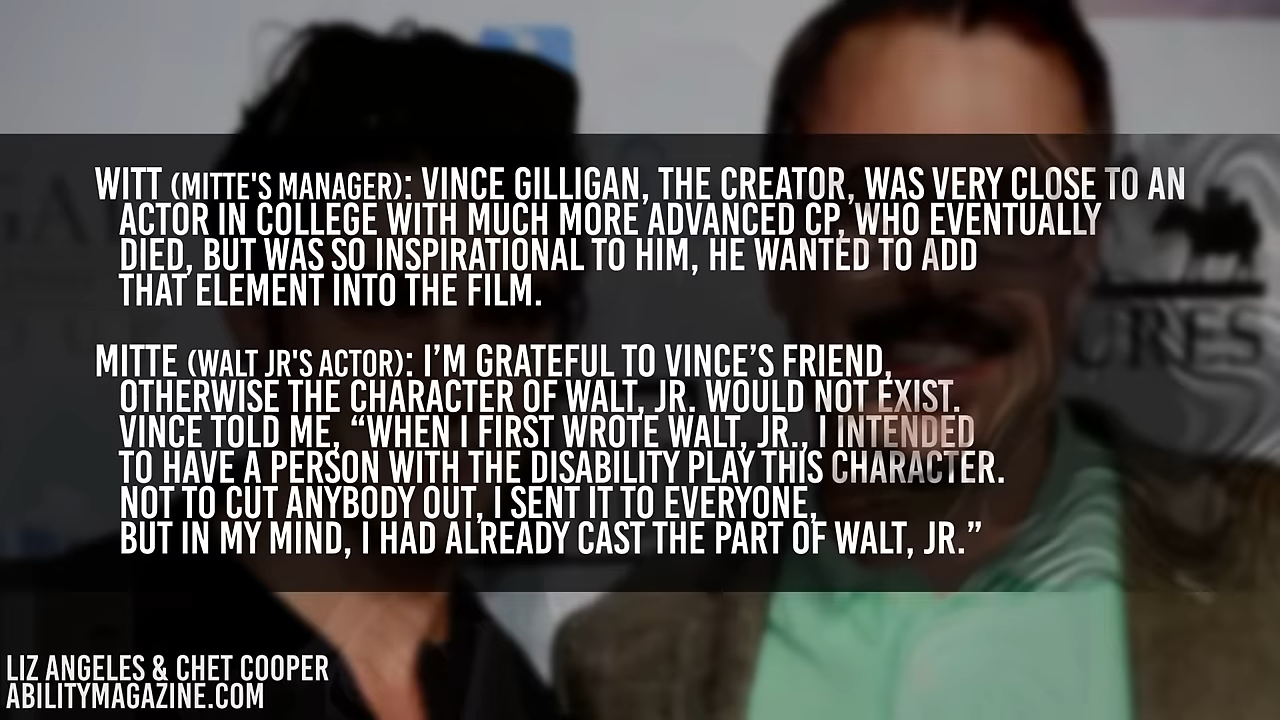 WITT (MITTE'S MANAGER): VINCE GILLIGAN, THE CREATOR, WAS VERY CLOSE TO AN
ACTOR IN COLLEGE WITH MUCH MORE ADVANCED CP, WHO EVENTUALLY
DIED, BUT WAS SO INSPIRATIONAL TO HIM, HE WANTED TO ADD
THAT ELEMENT INTO THE FILM.
MITTE (WALT JR'S ACTOR): I’M GRATEFUL TO VINCE’S FRIEND,
OTHERWISE THE CHARACTER OF WALT, JR. WOULD NOT EXIST.
VINCE TOLD ME, “WHEN I FIRST WROTE WALT, JR., I INTENDED
TO HAVE A PERSON WITH THE DISABILITY PLAY THIS CHARACTER.
NOT TO CUT ANYBODY OUT, I SENT IT TO EVERYONE,
BUT IN MY MIND, I HAD ALREADY CAST THE PART OF WALT, JR.”
LIZ ANGELES & CHET COOPER
ABILITYMAGAZINE.COM